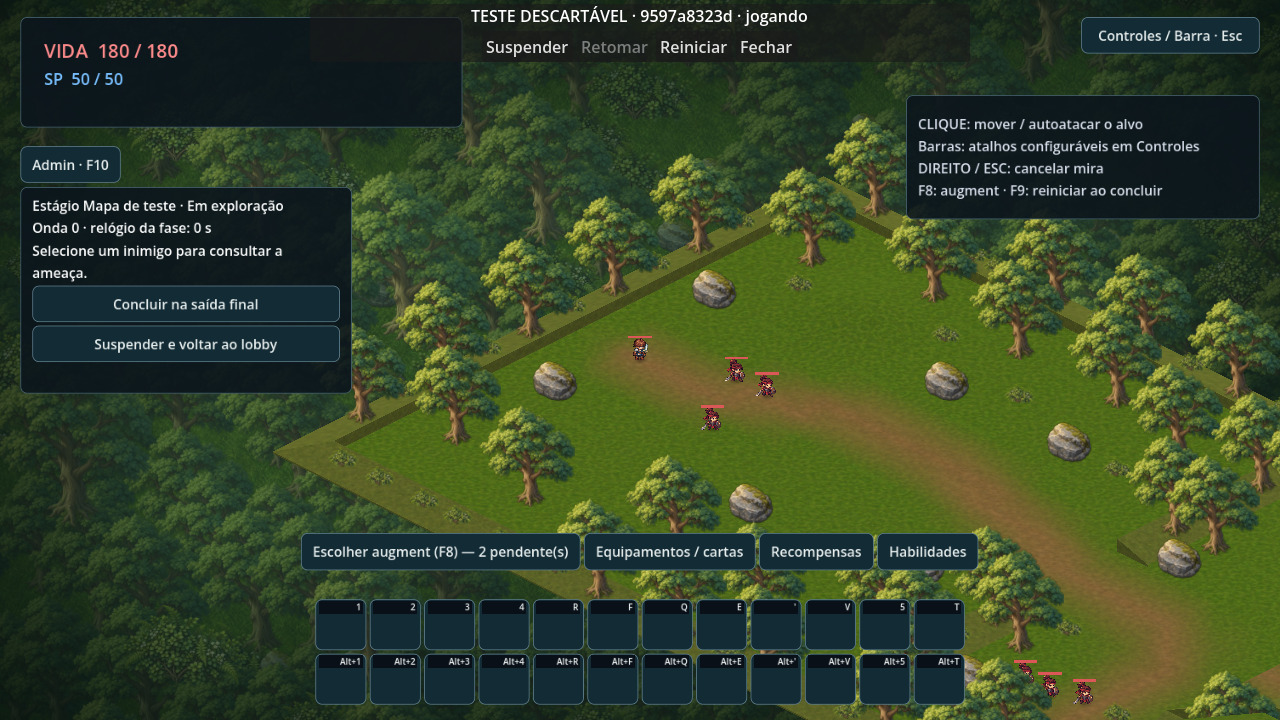 TESTE DESCARTÁVEL · 9597a8323d · jogando
Suspender Retomar Reiniciar Fechar
VIDA 180 / 180
SP 50 / 50
Controles / Barra · Esc
CLIQUE: mover / autoatacar o alvo
Barras: atalhos configuráveis em Controles
DIREITO / ESC: cancelar mira
F8: augment · F9: reiniciar ao concluir
Admin · F10
Estágio Mapa de teste · Em exploração
Onda 0 · relógio da fase: 0 s
Selecione um inimigo para consultar a
ameaça.
Concluir na saída final
Suspender e voltar ao lobby
Escolher augment (F8) — 2 pendente(s) Equipamentos / cartas Recompensas Habilidades
1 2 3 4 R F Q E ' V 5 T
Alt+1 Alt+2 Alt+3 Alt+4 Alt+R Alt+F Alt+Q Alt+E Alt+' Alt+V Alt+5 Alt+T